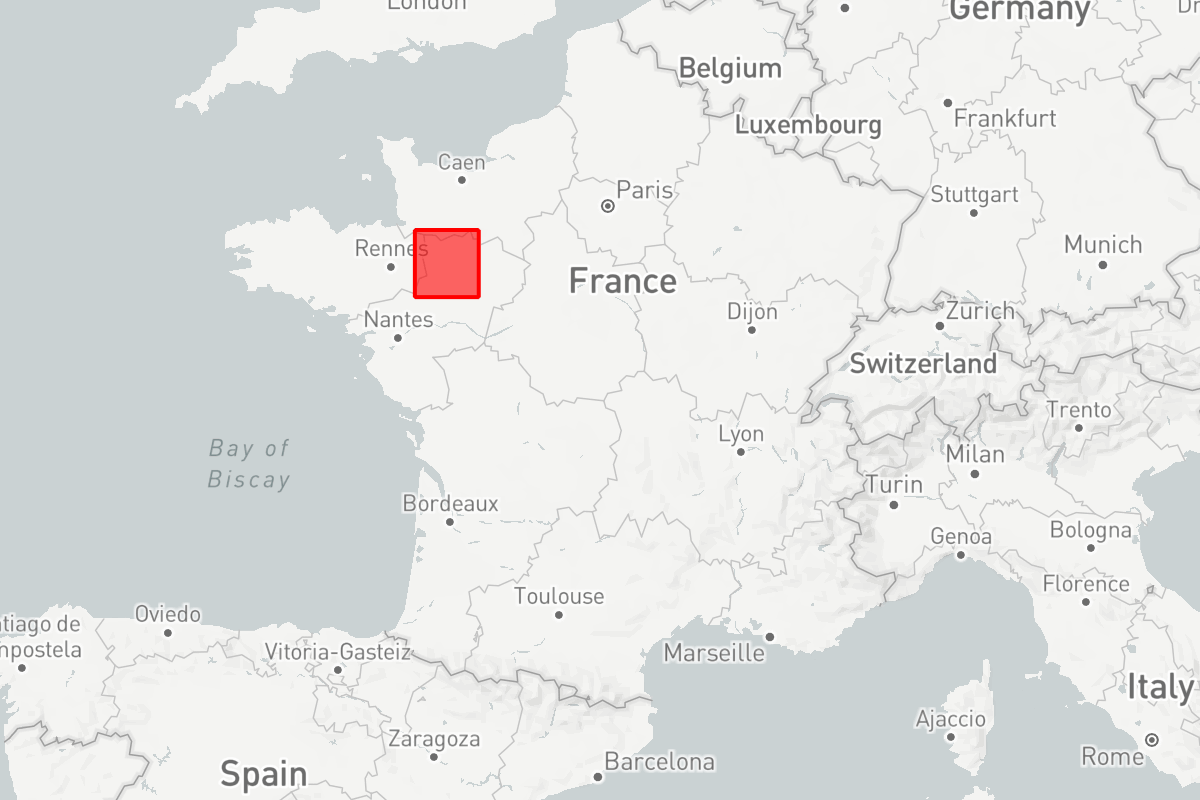 London
Germany
Dr
Belgium
Luxembourg
Frankfurt
Caen
Paris
Stuttgart
Rennes
Munich
France
Nantes
Dijon
Zurich
Switzerland
Trento
Bay of
Biscay
Lyon
Milan
Turin
Bordeaux
Genoa
Bologna
Toulouse
Florence
Oviedo
tiago de
npostela
Vitoria-Gasteiz
Marseille
Italy
Ajaccio
Zaragoza
Rome
Barcelona
Spain